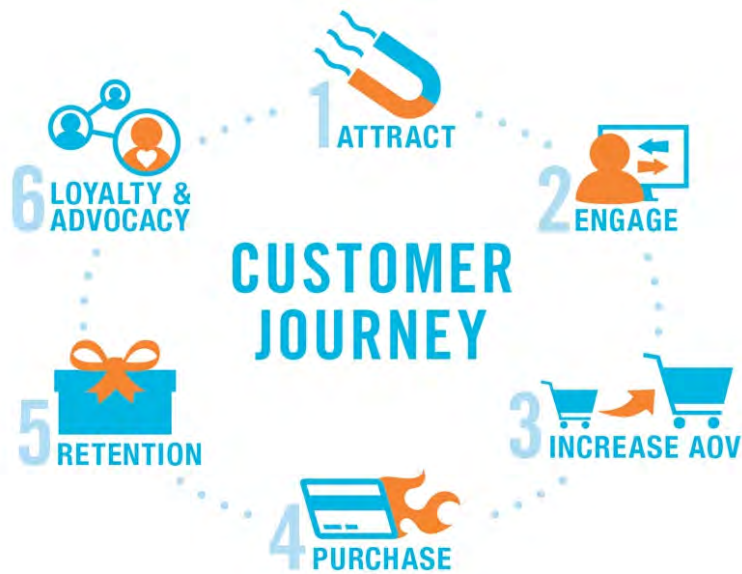 1 ATTRACT
2 ENGAGE
3 INCREASE AOV
4 PURCHASE
5 RETENTION
6 LOYALTY &
ADVOCACY
CUSTOMER
JOURNEY